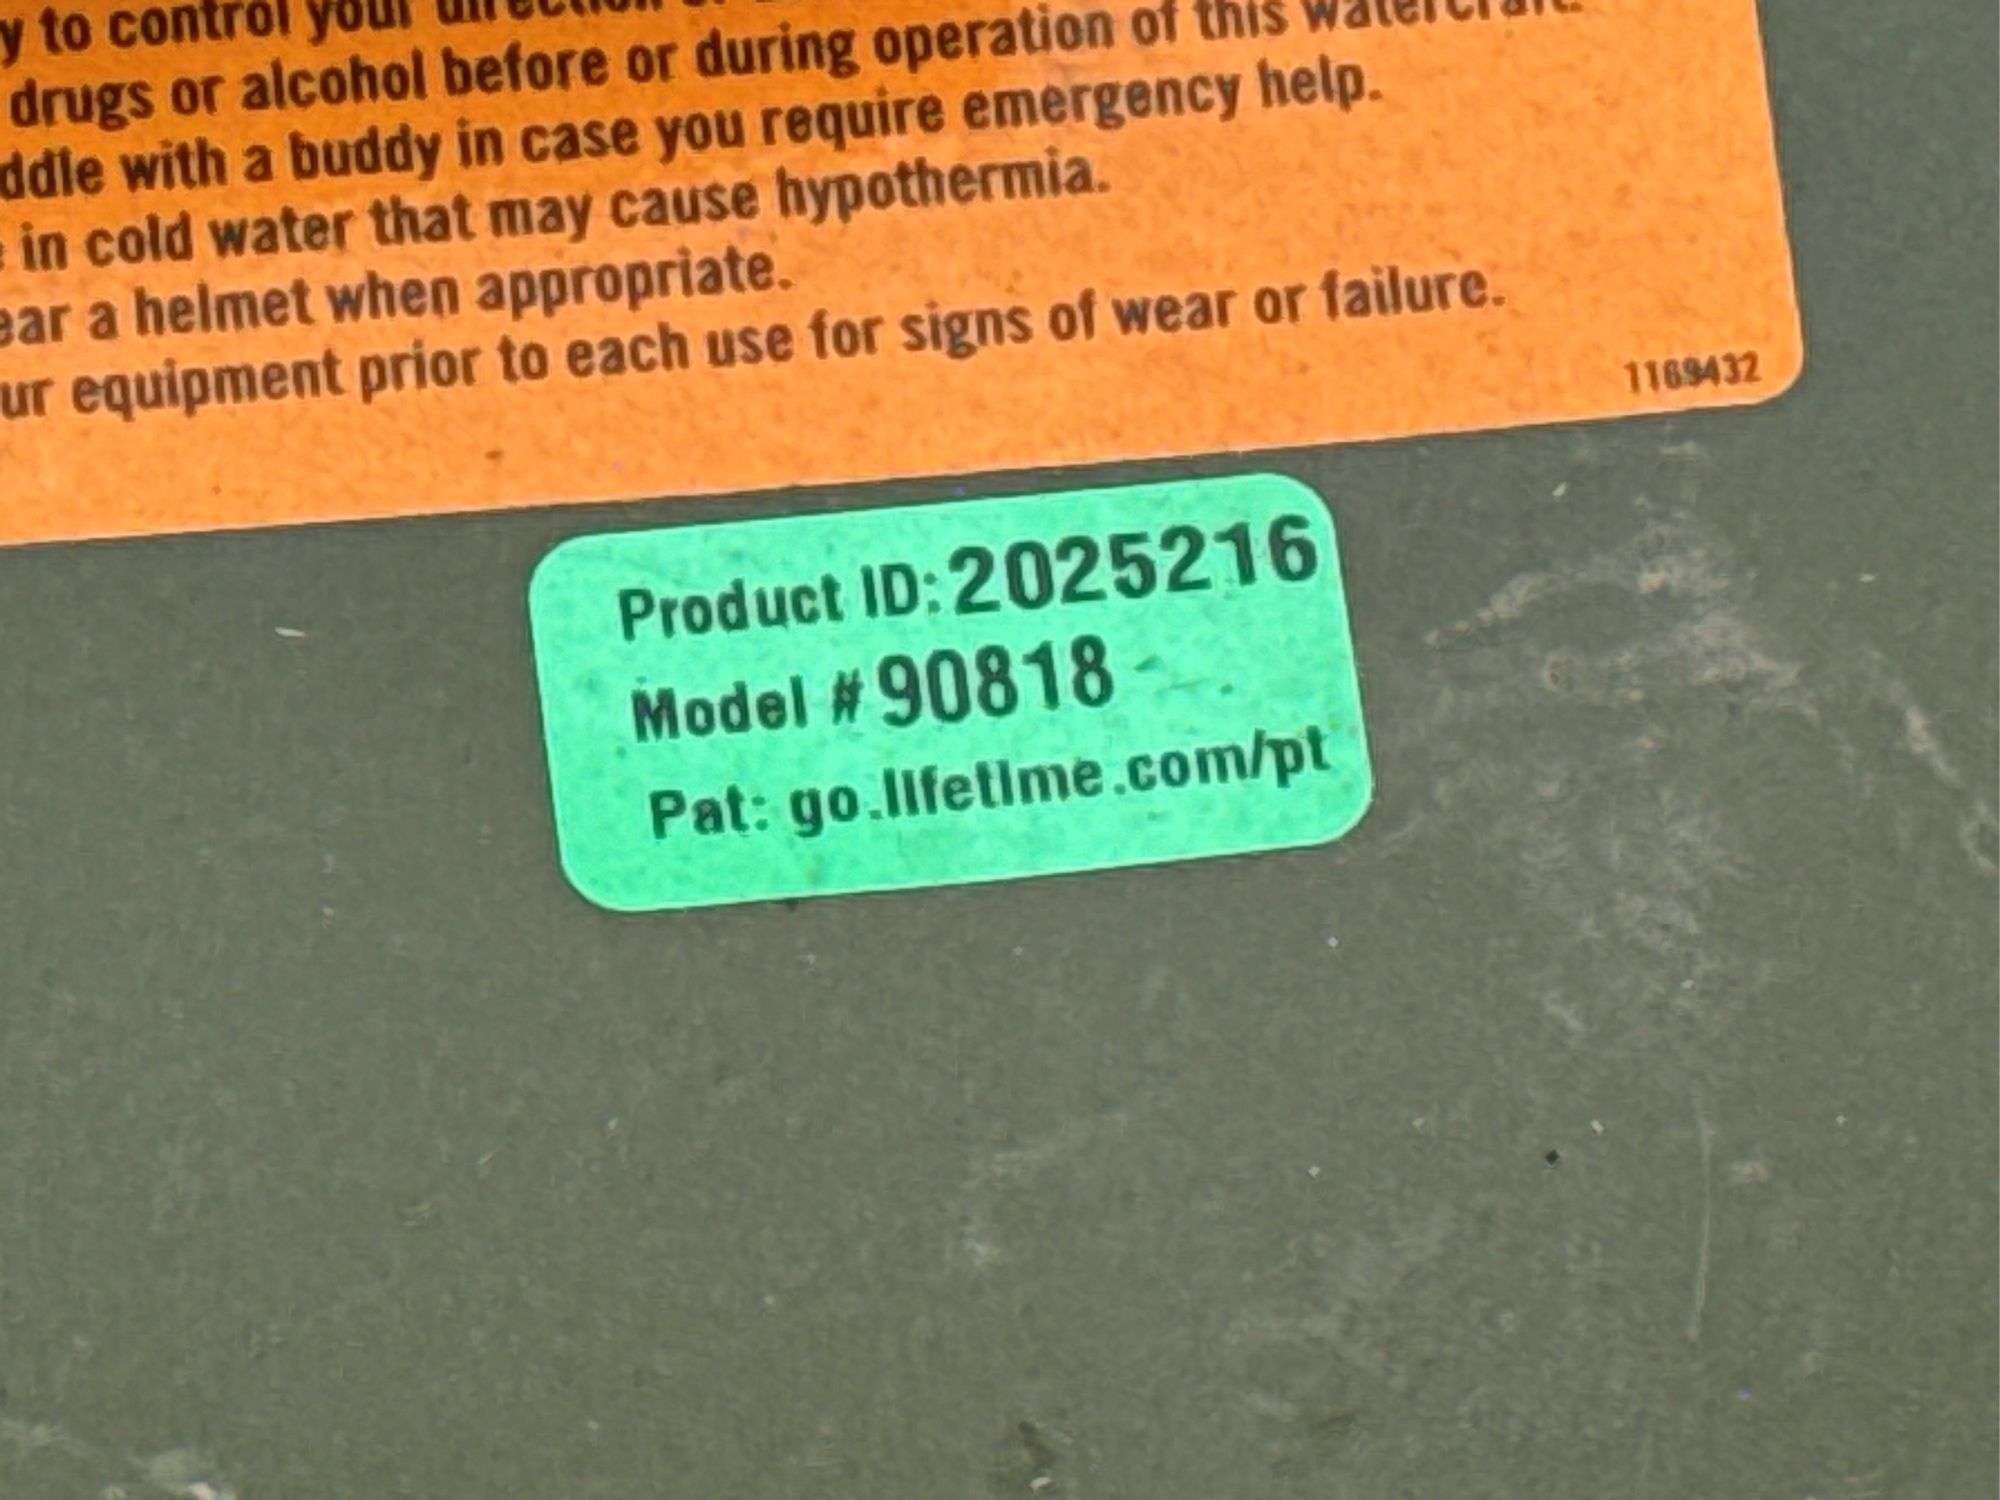 y to control your direction
drugs or alcohol before or during operation of this watercraft.
ddle with a buddy in case you require emergency help.
in cold water that may cause hypothermia.
ear a helmet when appropriate.
ur equipment prior to each use for signs of wear or failure.
1169432
Product ID: 2025216
Model # 90818
Pat: go.lifetime.com/pt